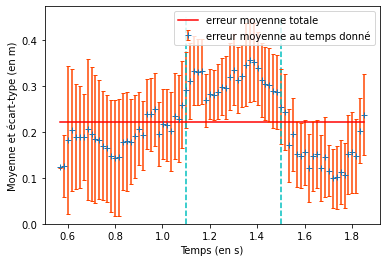 erreur moyenne totale
erreur moyenne au temps donné
Moyenne et écart-type (en m)
0.4
0.3
0.2
0.1
0.0
0.6 0.8 1.0 1.2 1.4 1.6 1.8
Temps (en s)